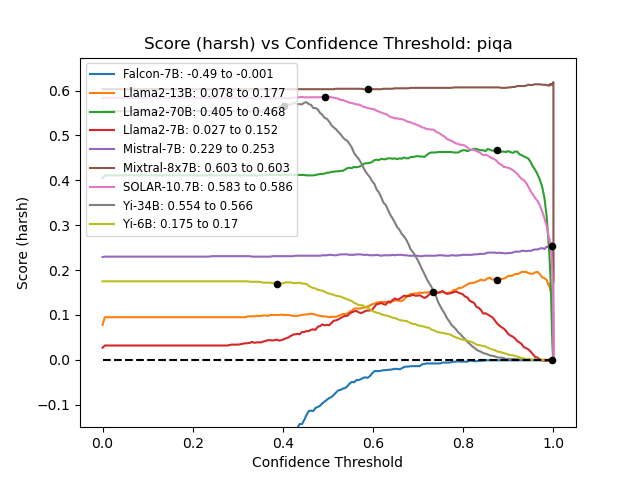 Score (harsh) vs Confidence Threshold: piqa
Score (harsh)
0.6
0.5
0.4
0.3
0.2
0.1
0.0
−0.1
Falcon-7B: -0.49 to -0.001
Llama2-13B: 0.078 to 0.177
Llama2-70B: 0.405 to 0.468
Llama2-7B: 0.027 to 0.152
Mistral-7B: 0.229 to 0.253
Mixtral-8x7B: 0.603 to 0.603
SOLAR-10.7B: 0.583 to 0.586
Yi-34B: 0.554 to 0.566
Yi-6B: 0.175 to 0.17
0.0 0.2 0.4 0.6 0.8 1.0
Confidence Threshold